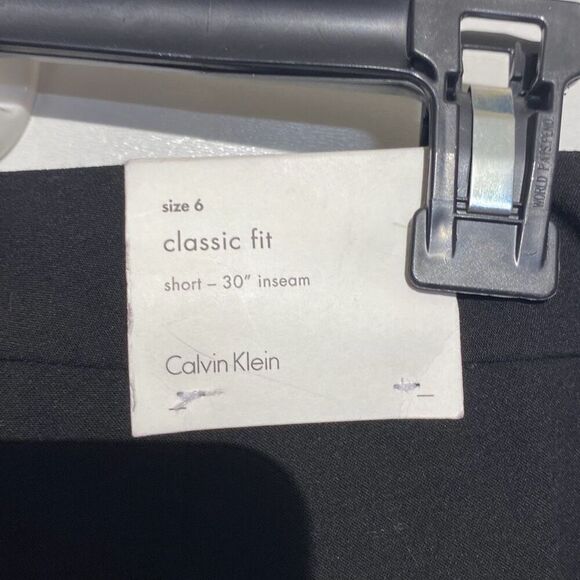 size 6
classic fit
short – 30” inseam
Calvin Klein